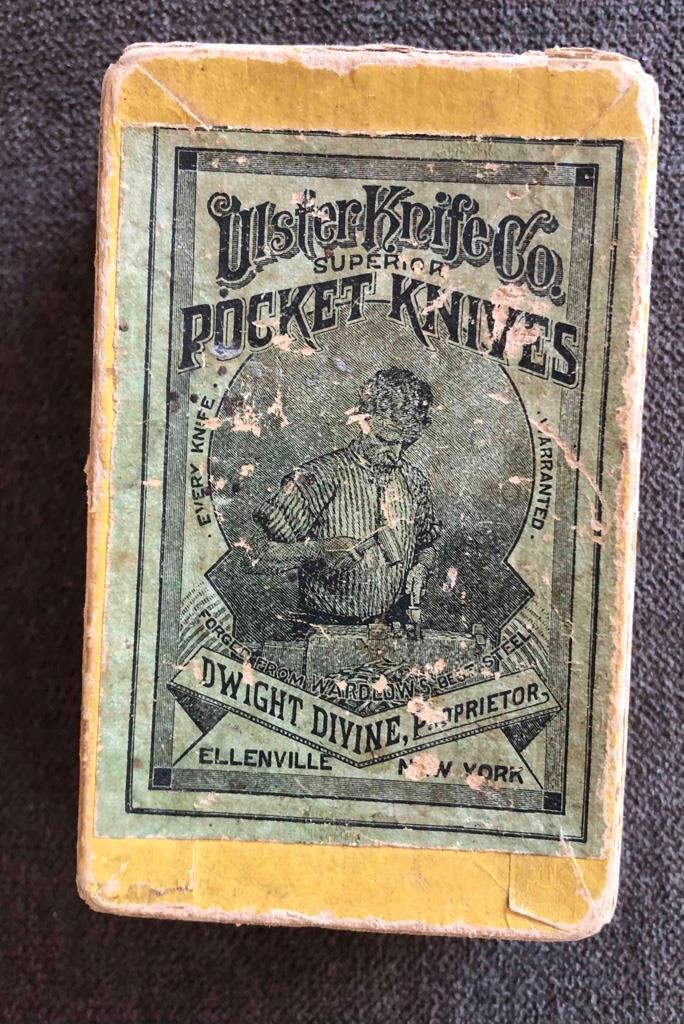 Ulster Knife Co.
SUPERIOR
POCKET KNIVES
· EVERY KNIFE ·
· WARRANTED ·
FORGED FROM WARDLOW'S BEST STEEL.
DWIGHT DIVINE, PROPRIETOR,
ELLENVILLE NEW YORK